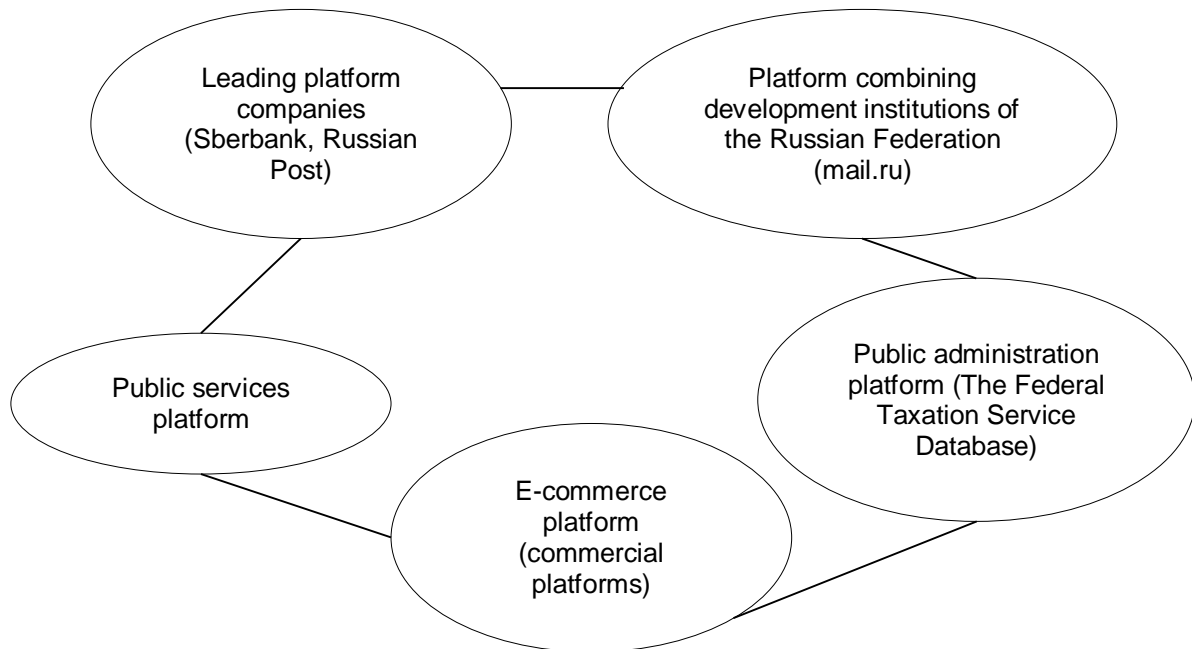 Leading platform
companies
(Sberbank, Russian
Post)
Platform combining
development institutions of
the Russian Federation
(mail.ru)
Public services
platform
Public administration
platform (The Federal
Taxation Service
Database)
E-commerce
platform
(commercial
platforms)